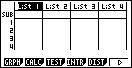 List 1 List 2 List 3 List 4
SUB
1
2
3
4
GRPH CALC TEST INTR DIST ▷